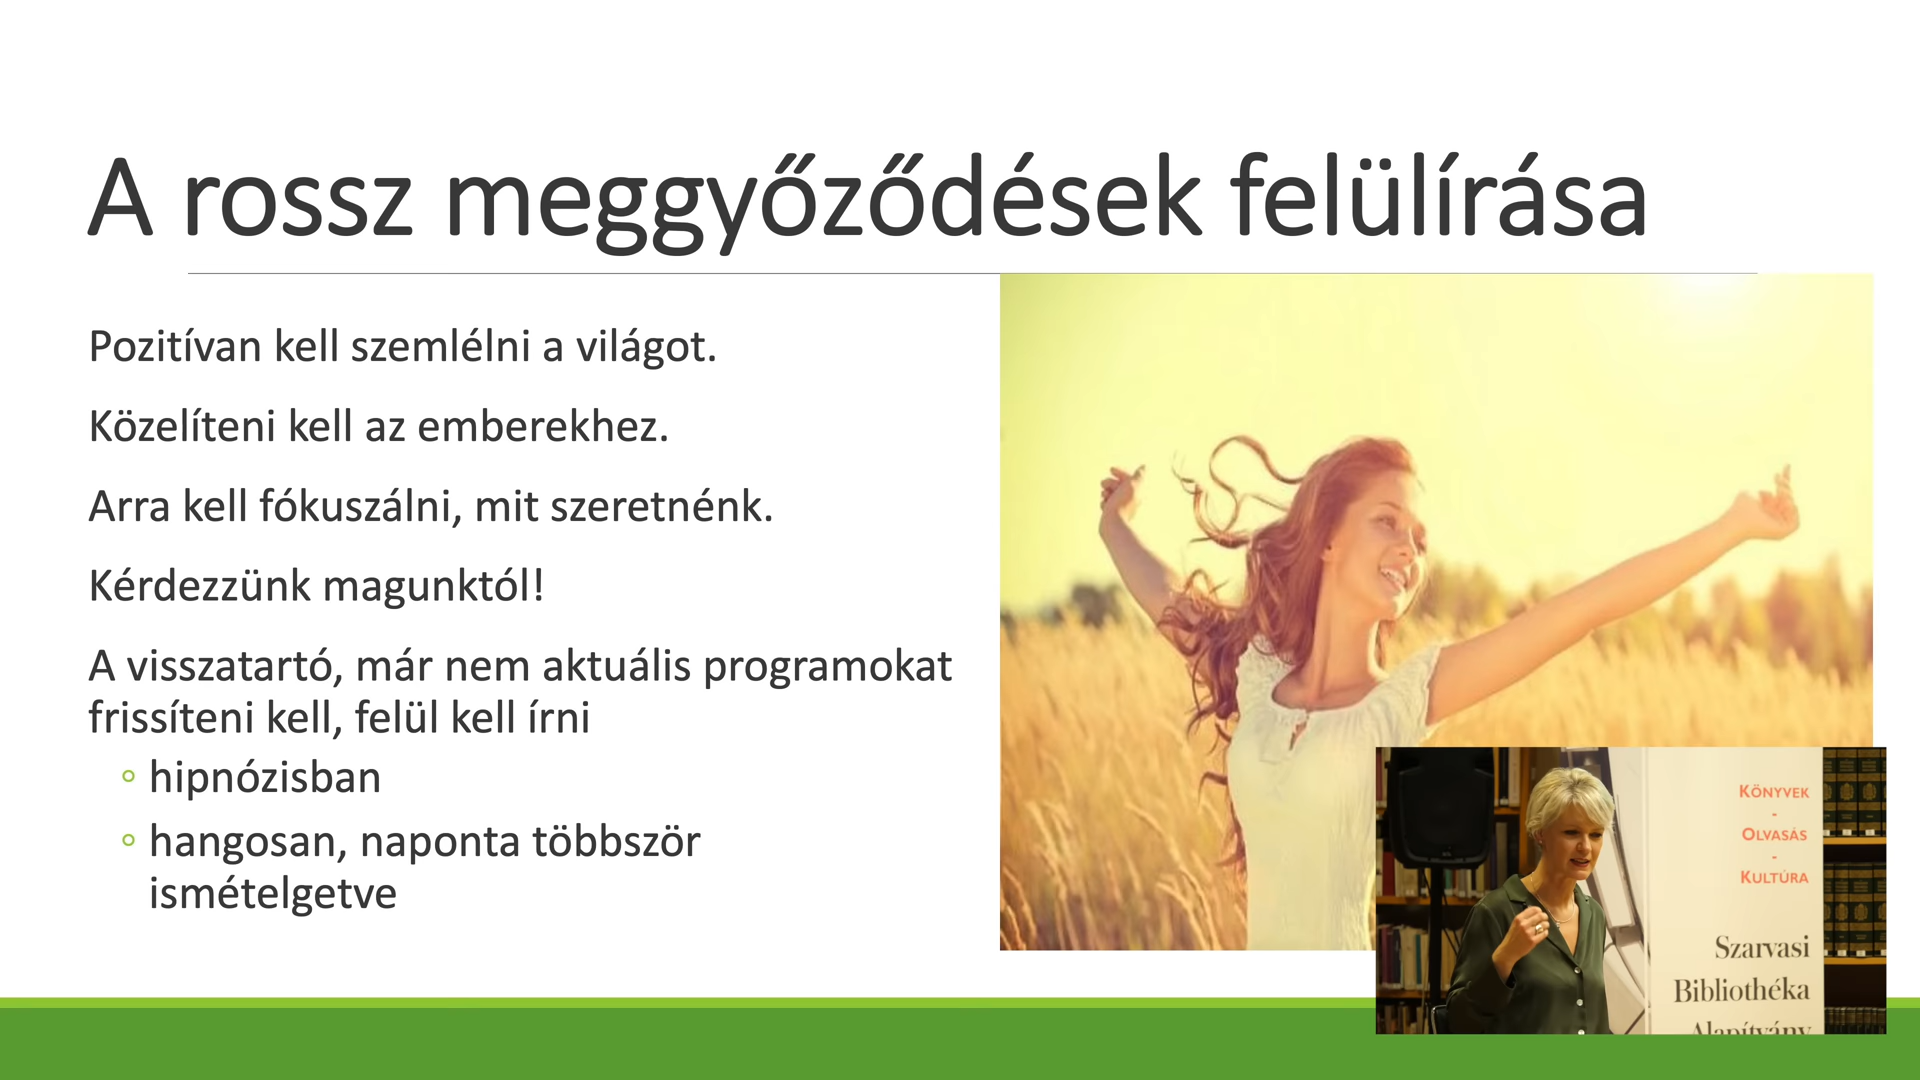 A rossz meggyőződések felülírása
Pozitívan kell szemlélni a világot.
Közelíteni kell az emberekhez.
Arra kell fókuszálni, mit szeretnénk.
Kérdezzünk magunktól!
A visszatartó, már nem aktuális programokat
frissíteni kell, felül kell írni
◦ hipnózisban
◦ hangosan, naponta többször
ismételgetve
KÖNYVEK
-
OLVASÁS
-
KULTÚRA
Szarvasi
Bibliothéka
Alapítvány